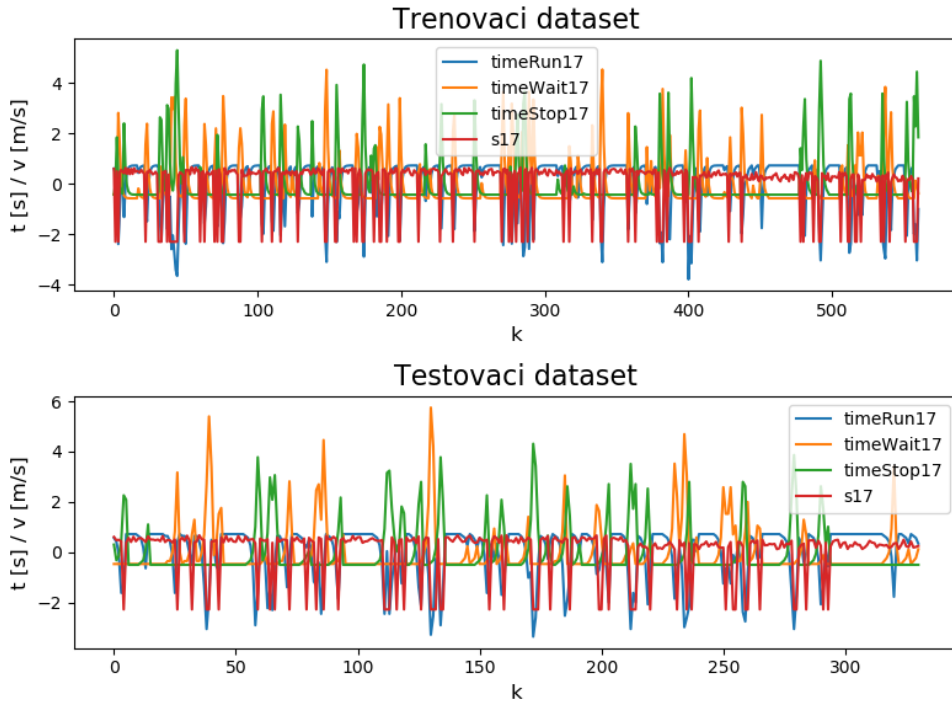 Trenovaci dataset
t [s] / v [m/s]
4
2
0
−2
−4
timeRun17
timeWait17
timeStop17
s17
0 100 200 300 400 500
k
Testovaci dataset
t [s] / v [m/s]
6
4
2
0
−2
timeRun17
timeWait17
timeStop17
s17
0 50 100 150 200 250 300
k